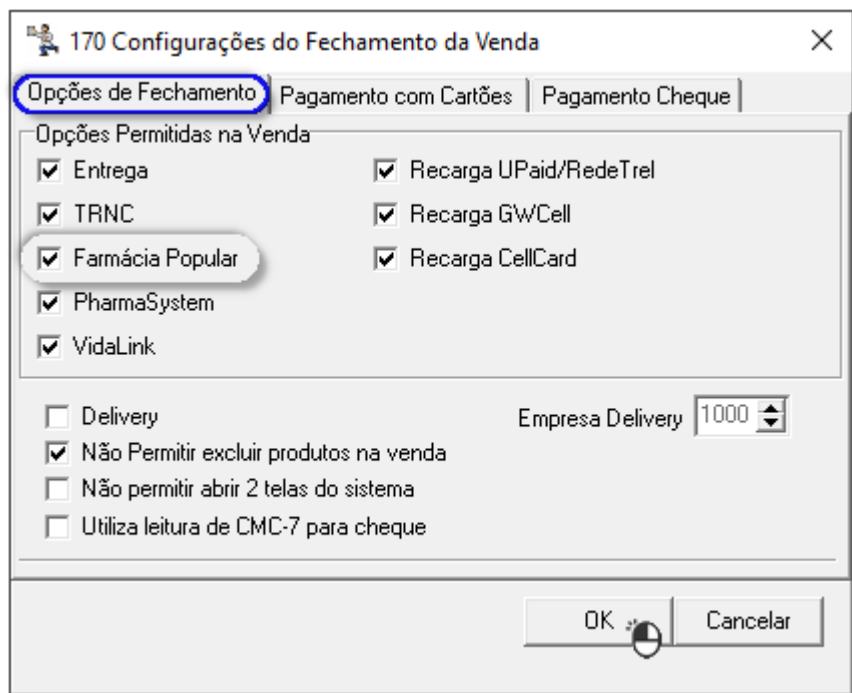 170 Configurações do Fechamento da Venda
Opções de Fechamento Pagamento com Cartões Pagamento Cheque
Opções Permitidas na Venda
Entrega Recarga UPaid/RedeTrel
TRNC Recarga GWCell
Farmácia Popular Recarga CellCard
PharmaSystem
VidaLink
Delivery Empresa Delivery 1000
Não Permitir excluir produtos na venda
Não permitir abrir 2 telas do sistema
Utiliza leitura de CMC-7 para cheque
OK Cancelar